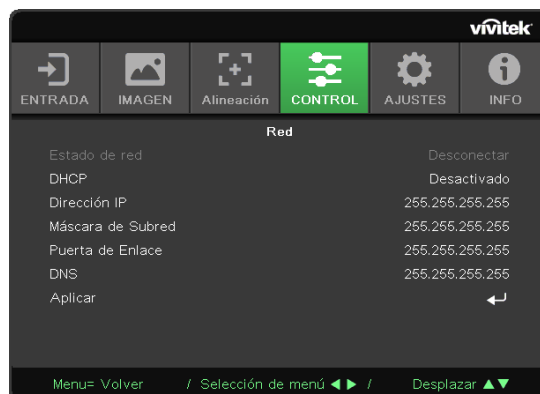 vivitek
ENTRADA IMAGEN Alineación CONTROL AJUSTES INFO
Red
Estado de red Desconectar
DHCP Desactivado
Dirección IP 255.255.255.255
Máscara de Subred 255.255.255.255
Puerta de Enlace 255.255.255.255
DNS 255.255.255.255
Aplicar
Menu= Volver / Selección de menú ◀ ▶ / Desplazar ▲▼